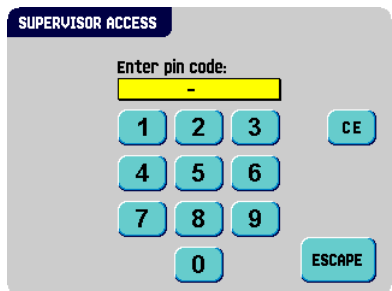 SUPERVISOR ACCESS
Enter pin code:
-
1 2 3 CE
4 5 6
7 8 9
0 ESCAPE